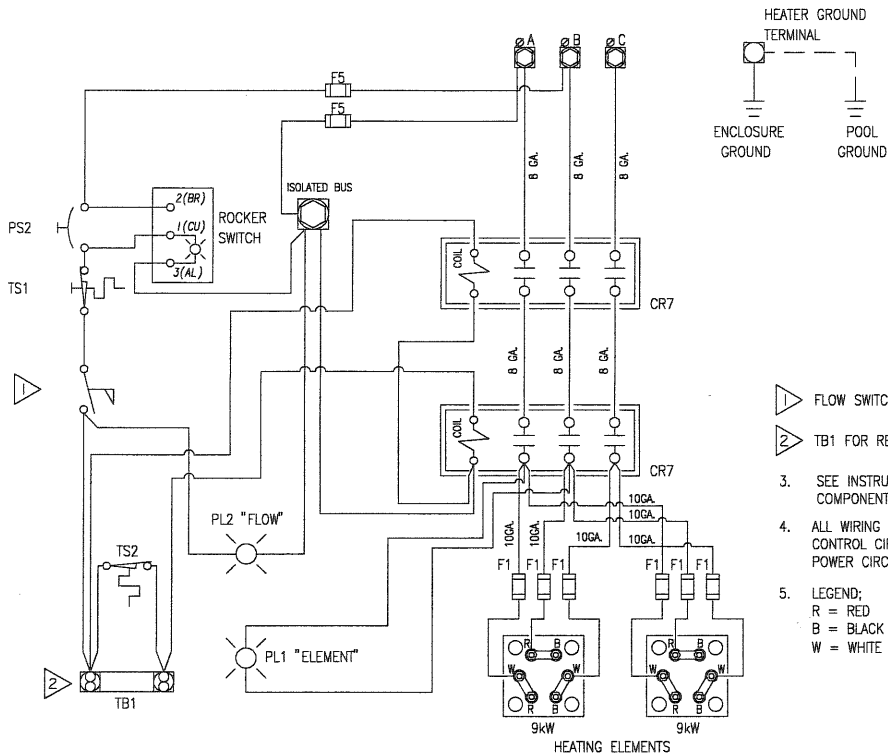 HEATER GROUND
TERMINAL
ENCLOSURE
GROUND
POOL
GROUND
ØA
ØB
ØC
F5
F5
8 GA.
8 GA.
8 GA.
ISOLATED BUS
2(BR)
1(CU)
3(AL)
ROCKER
SWITCH
PS2
TS1
COIL
CR7
8 GA.
8 GA.
8 GA.
1
COIL
CR7
1 FLOW SWITC
2 TB1 FOR RE
3. SEE INSTRU
COMPONENT
4. ALL WIRING
CONTROL CI
POWER CIRC
5. LEGEND;
R = RED
B = BLACK
W = WHITE
PL2 "FLOW"
TS2
10GA.
10GA.
10GA.
10GA.
10GA.
10GA.
F1
F1
F1
F1
F1
F1
PL1 "ELEMENT"
2
TB1
R
B
W
W
R
B
R
B
W
W
R
B
9kW
9kW
HEATING ELEMENTS